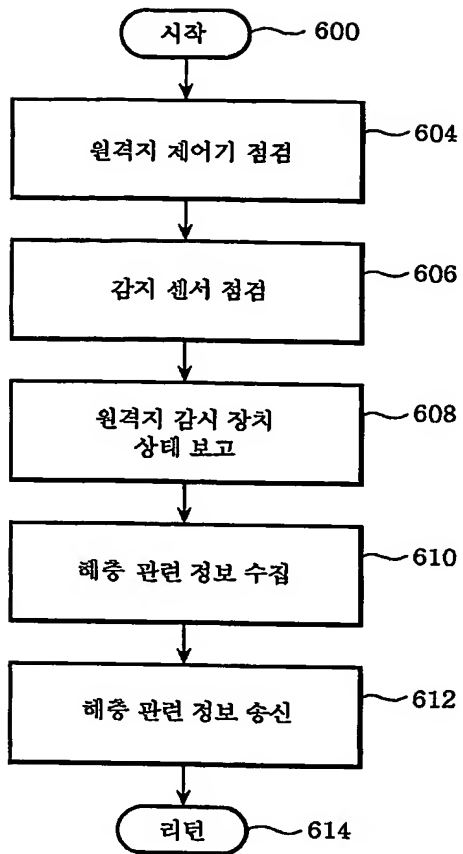 시작
600
원격지 제어기 점검
604
감지 센서 점검
606
원격지 감시 장치
상태 보고
608
해충 관련 정보 수집
610
해충 관련 정보 송신
612
리턴
614